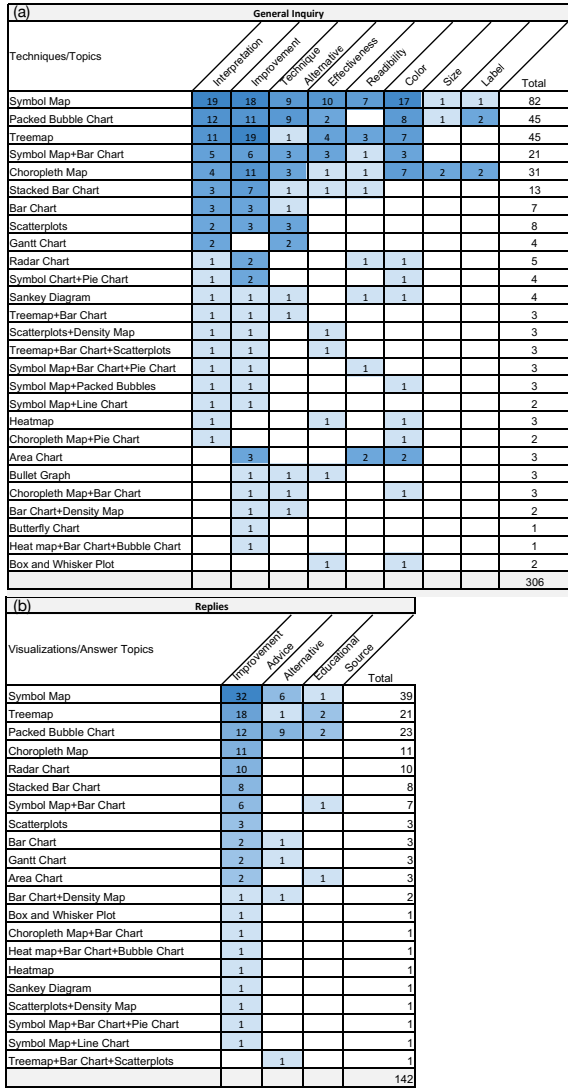 (a) General Inquiry
Techniques/Topics Interpretation Improvement Technique Alternative Effectiveness Readibility Color Size Label Total
Symbol Map 19 18 9 10 7 17 1 1 82
Packed Bubble Chart 12 11 9 2 8 1 2 45
Treemap 11 19 1 4 3 7 45
Symbol Map+Bar Chart 5 6 3 3 1 3 21
Choropleth Map 4 11 3 1 1 7 2 2 31
Stacked Bar Chart 3 7 1 1 1 13
Bar Chart 3 3 1 7
Scatterplots 2 3 3 8
Gantt Chart 2 2 4
Radar Chart 1 2 1 1 5
Symbol Chart+Pie Chart 1 2 1 4
Sankey Diagram 1 1 1 1 1 4
Treemap+Bar Chart 1 1 1 3
Scatterplots+Density Map 1 1 1 3
Treemap+Bar Chart+Scatterplots 1 1 1 3
Symbol Map+Bar Chart+Pie Chart 1 1 1 3
Symbol Map+Packed Bubbles 1 1 1 3
Symbol Map+Line Chart 1 1 2
Heatmap 1 1 1 3
Choropleth Map+Pie Chart 1 1 2
Area Chart 3 2 2 3
Bullet Graph 1 1 1 3
Choropleth Map+Bar Chart 1 1 1 3
Bar Chart+Density Map 1 1 2
Butterfly Chart 1 1
Heat map+Bar Chart+Bubble Chart 1 1
Box and Whisker Plot 1 1 2
306
(b) Replies
Visualizations/Answer Topics Improvement Advice Alternative Educational Source Total
Symbol Map 32 6 1 39
Treemap 18 1 2 21
Packed Bubble Chart 12 9 2 23
Choropleth Map 11 11
Radar Chart 10 10
Stacked Bar Chart 8 8
Symbol Map+Bar Chart 6 1 7
Scatterplots 3 3
Bar Chart 2 1 3
Gantt Chart 2 1 3
Area Chart 2 1 3
Bar Chart+Density Map 1 1 2
Box and Whisker Plot 1 1
Choropleth Map+Bar Chart 1 1
Heat map+Bar Chart+Bubble Chart 1 1
Heatmap 1 1
Sankey Diagram 1 1
Scatterplots+Density Map 1 1
Symbol Map+Bar Chart+Pie Chart 1 1
Symbol Map+Line Chart 1 1
Treemap+Bar Chart+Scatterplots 1 1
142